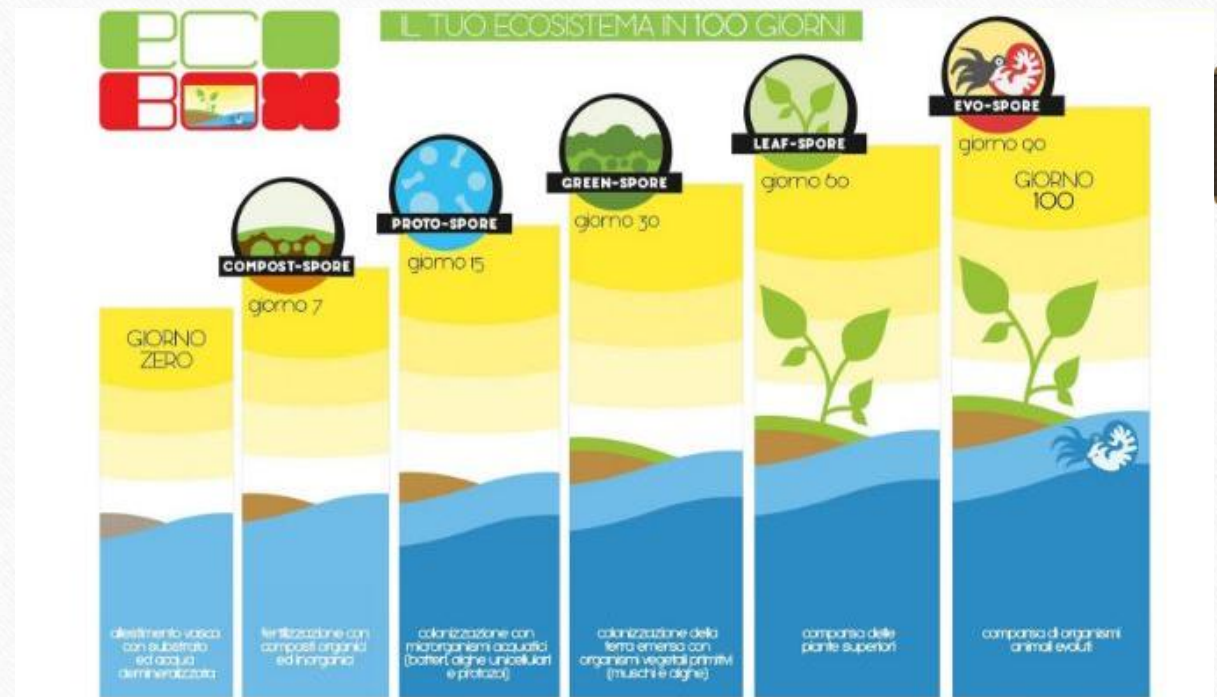 ECO
BOX
IL TUO ECOSISTEMA IN 100 GIORNI
GIORNO
ZERO
allestimento vasca
con substrato
ed acqua
demineralizzata
COMPOST-SPORE
giorno 7
fertilizzazione con
composti organici
ed inorganici
PROTO-SPORE
giorno 15
colonizzazione con
microrganismi acquatici
(batteri, alghe unicellulari
e protozoi)
GREEN-SPORE
giorno 30
colonizzazione della
terra emersa con
organismi vegetali primitivi
(muschi e alghe)
LEAF-SPORE
giorno 60
comparsa delle
piante superiori
EVO-SPORE
giorno 90
GIORNO
100
comparsa di organismi
animali evoluti